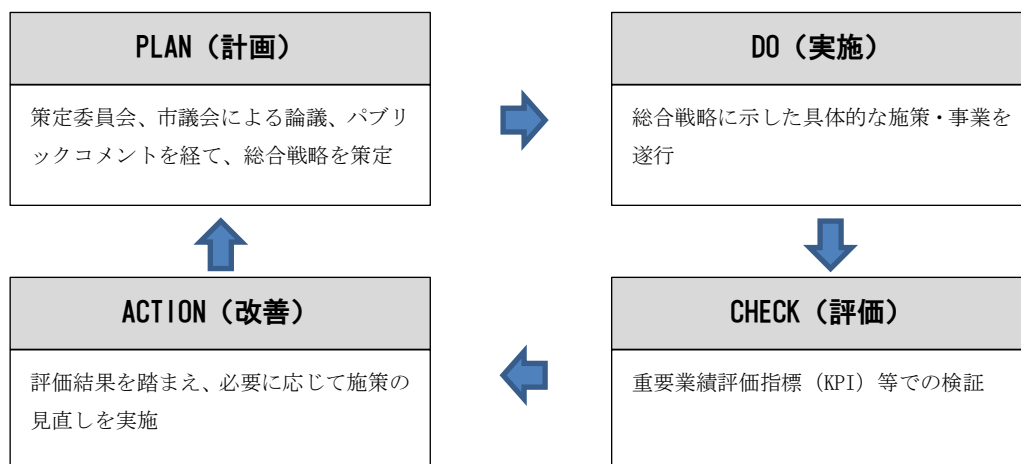 PLAN（計画）
策定委員会、市議会による論議、パブリ
ックコメントを経て、総合戦略を策定
DO（実施）
総合戦略に示した具体的な施策・事業を
遂行
ACTION（改善）
評価結果を踏まえ、必要に応じて施策の
見直しを実施
CHECK（評価）
重要業績評価指標（KPI）等での検証